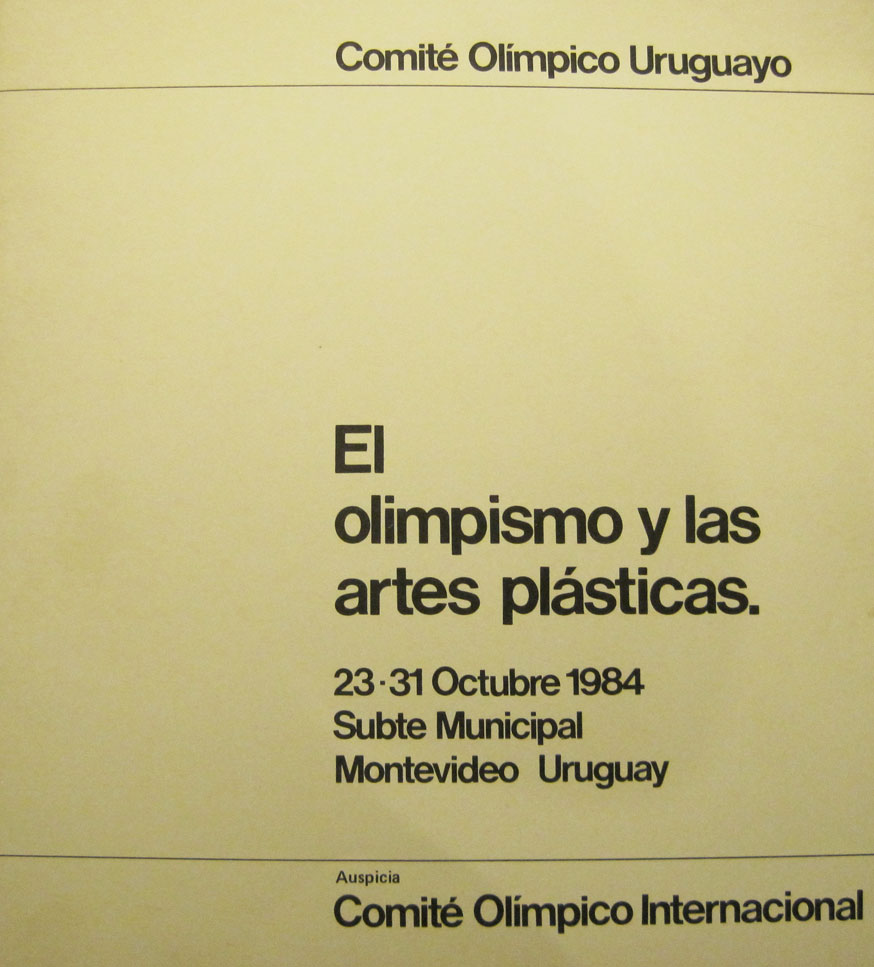 Comité Olímpico Uruguayo
El
olimpismo y las
artes plásticas.
23·31 Octubre 1984
Subte Municipal
Montevideo Uruguay
Auspicia
Comité Olímpico Internacional